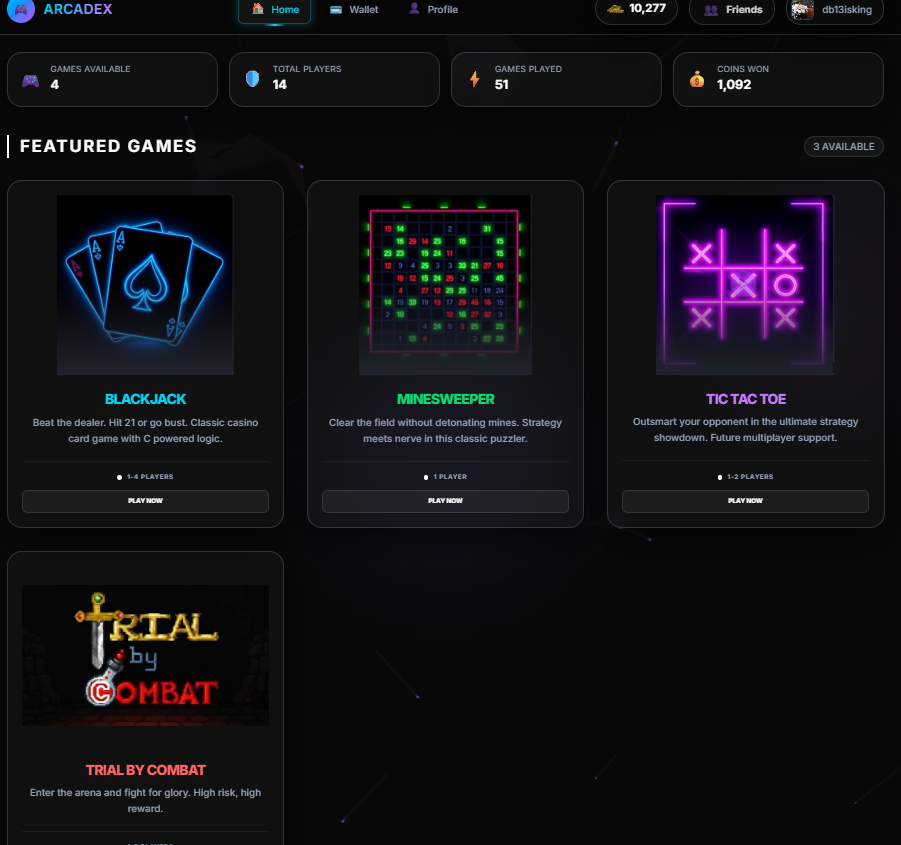 ARCADEX
Home
Wallet
Profile
10,277
Friends
db13isking
GAMES AVAILABLE
4
TOTAL PLAYERS
14
GAMES PLAYED
51
COINS WON
1,092
FEATURED GAMES
3 AVAILABLE
BLACKJACK
Beat the dealer. Hit 21 or go bust. Classic casino
card game with C powered logic.
1-4 PLAYERS
PLAY NOW
MINESWEEPER
Clear the field without detonating mines. Strategy
meets nerve in this classic puzzler.
1 PLAYER
PLAY NOW
TIC TAC TOE
Outsmart your opponent in the ultimate strategy
showdown. Future multiplayer support.
1-2 PLAYERS
PLAY NOW
TRIAL
by
COMBAT
TRIAL BY COMBAT
Enter the arena and fight for glory. High risk, high
reward.